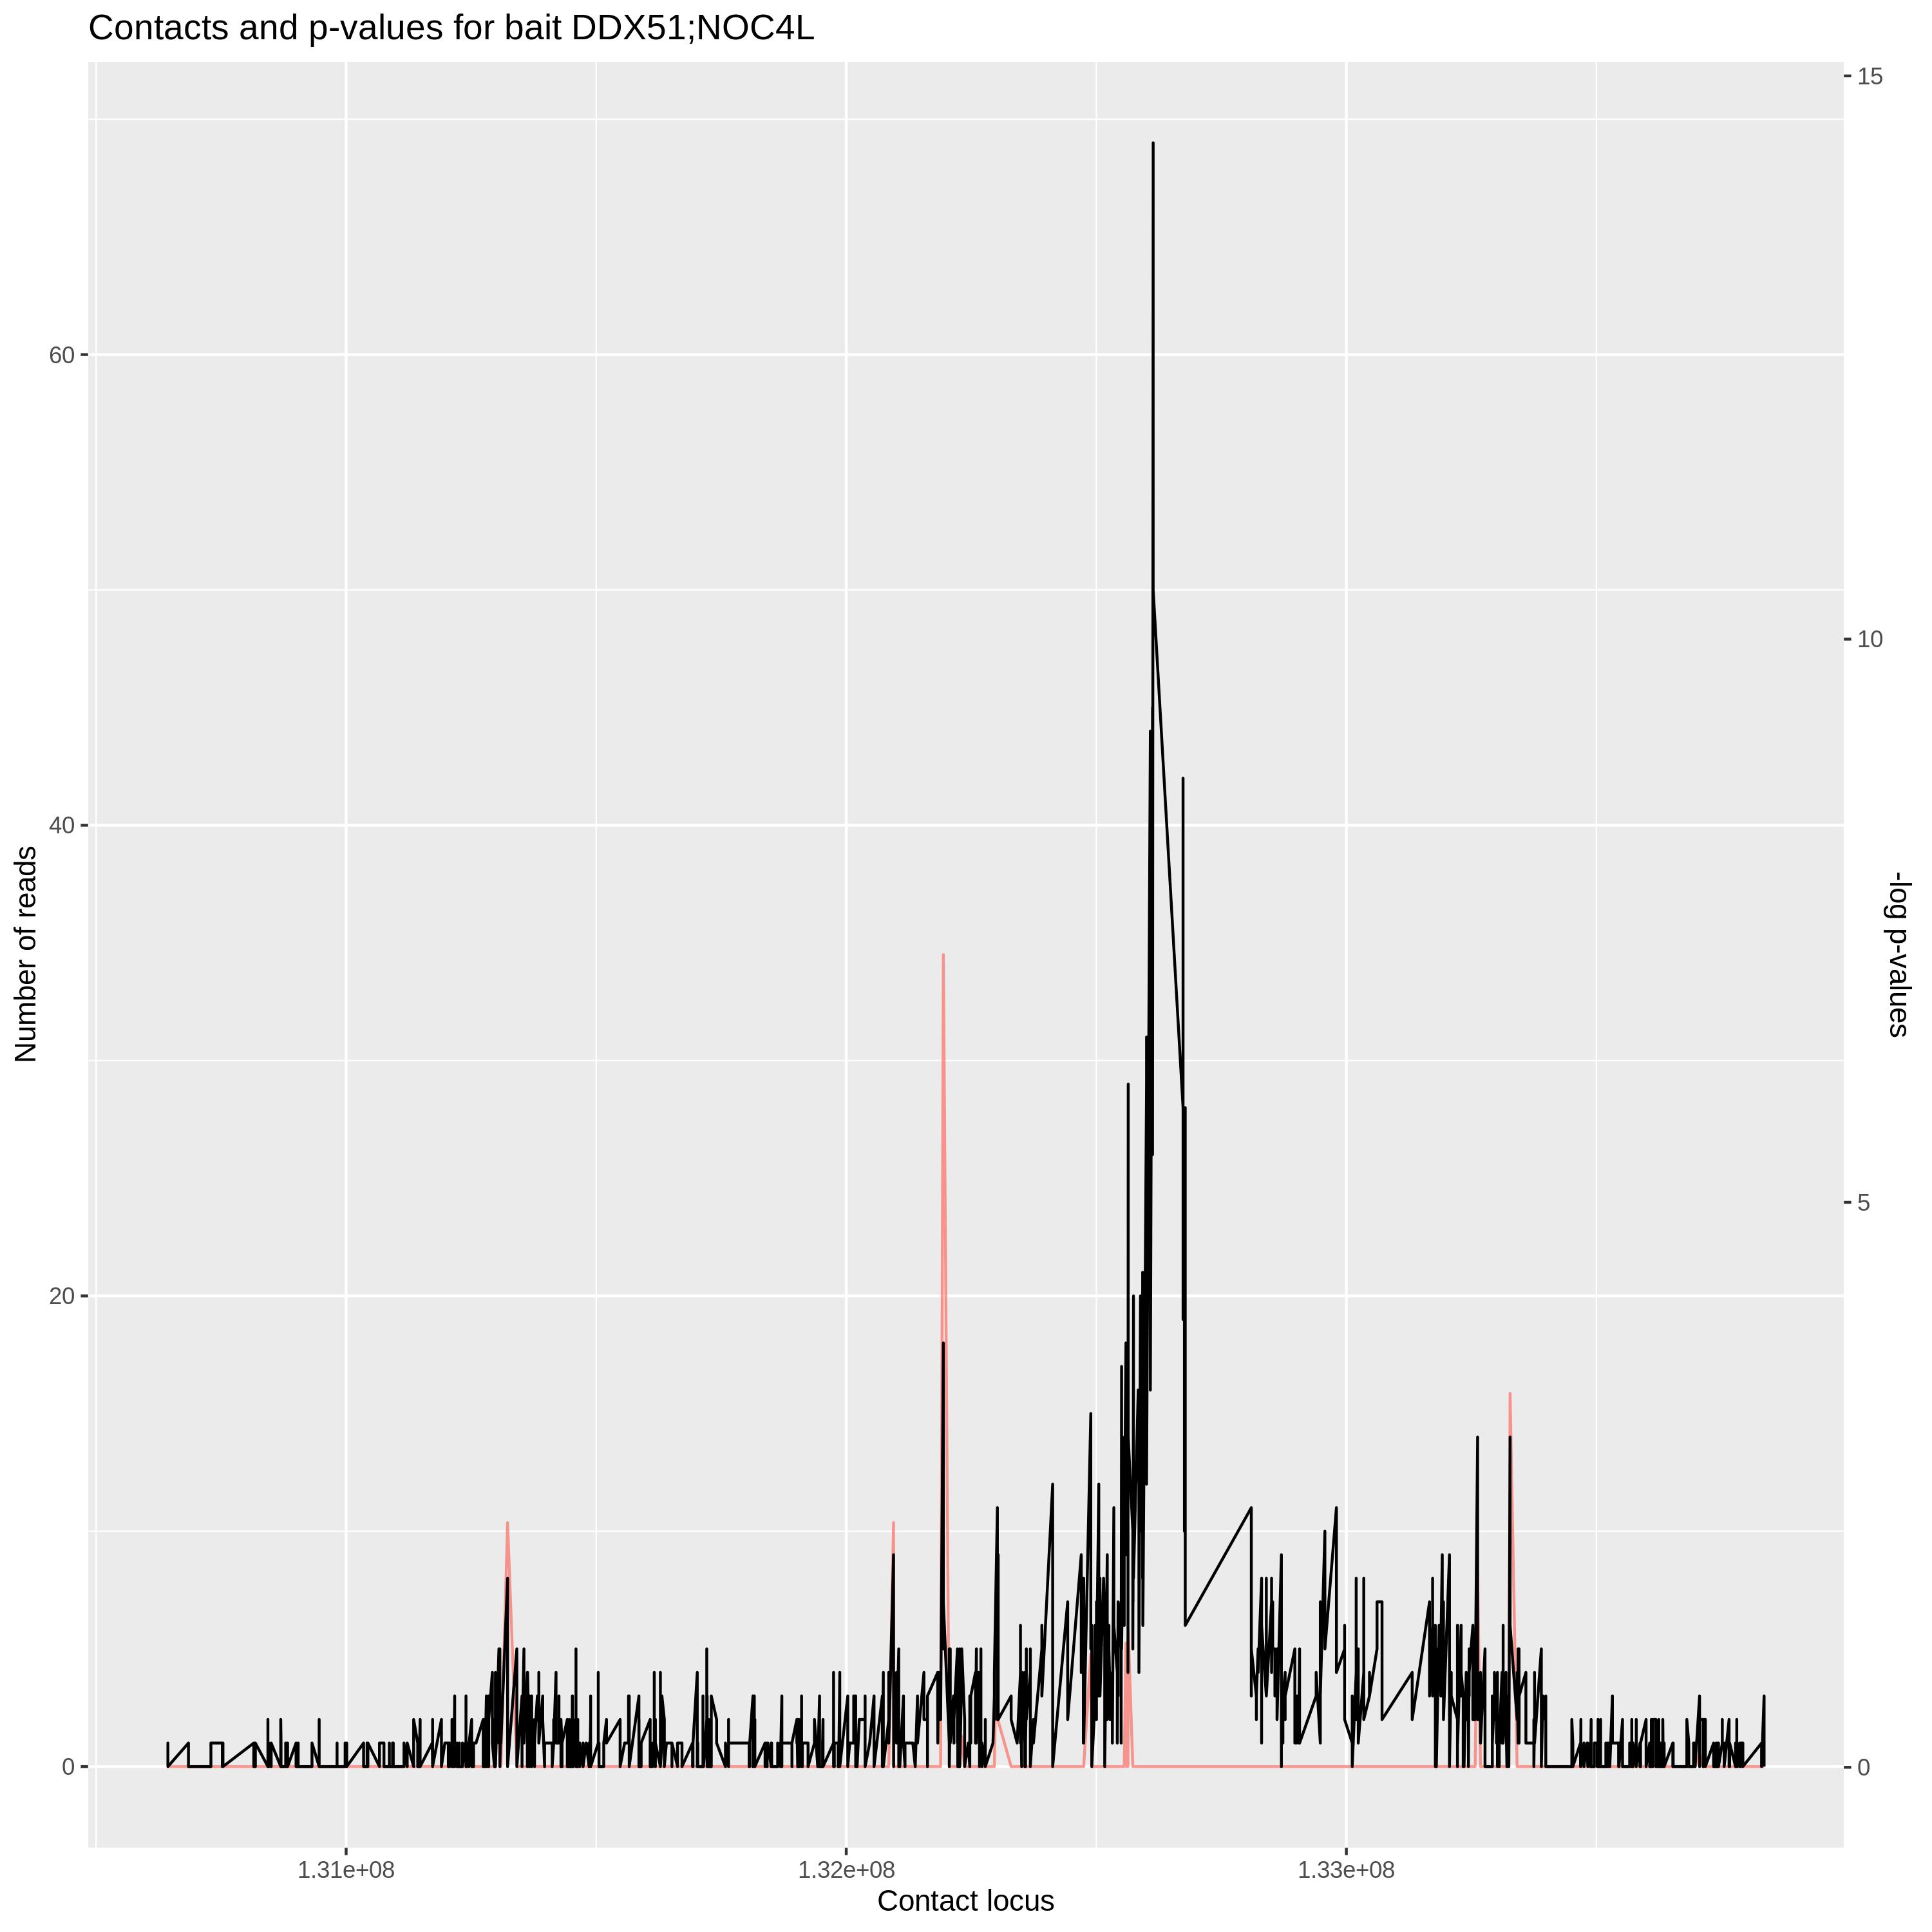 Contacts and p-values for bait DDX51;NOC4L
15
60
10
40
Number of reads
-log p-values
5
20
0
0
1.31e+08
1.32e+08
1.33e+08
Contact locus